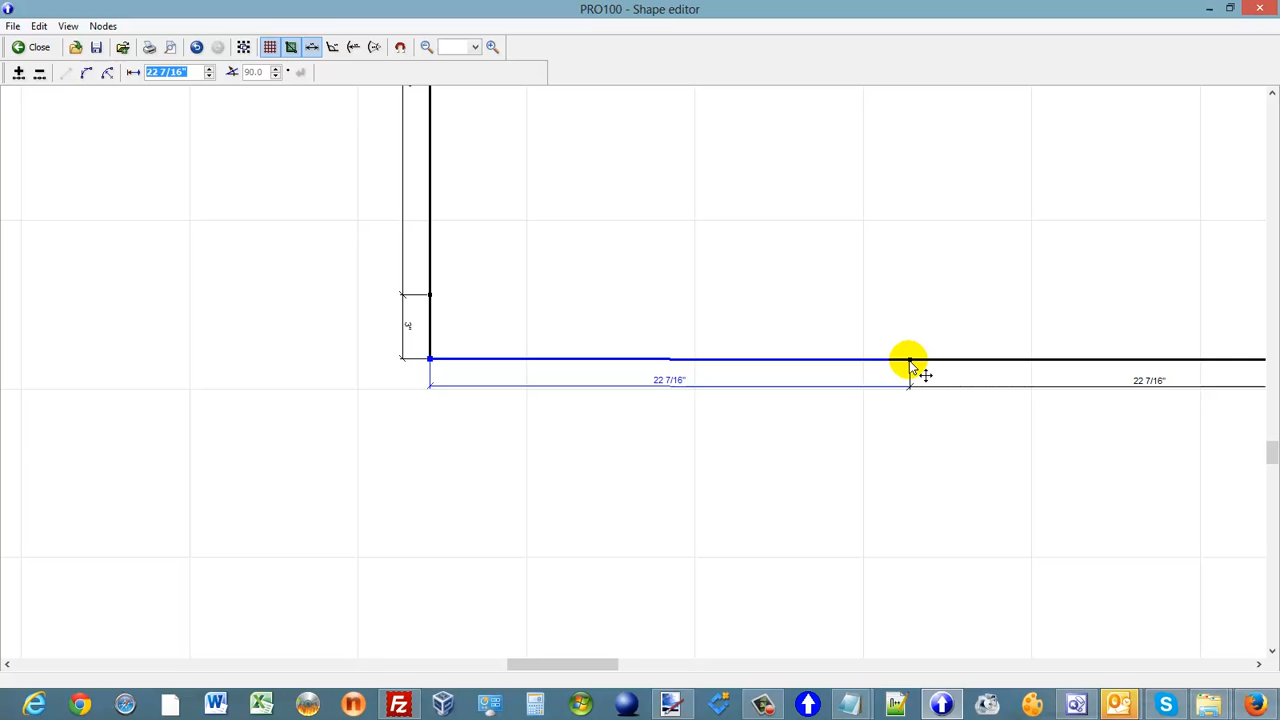 PRO100 - Shape editor
File Edit View Nodes
Close
22 7/16" 90.0 °
3"
22 7/16" 22 7/16"